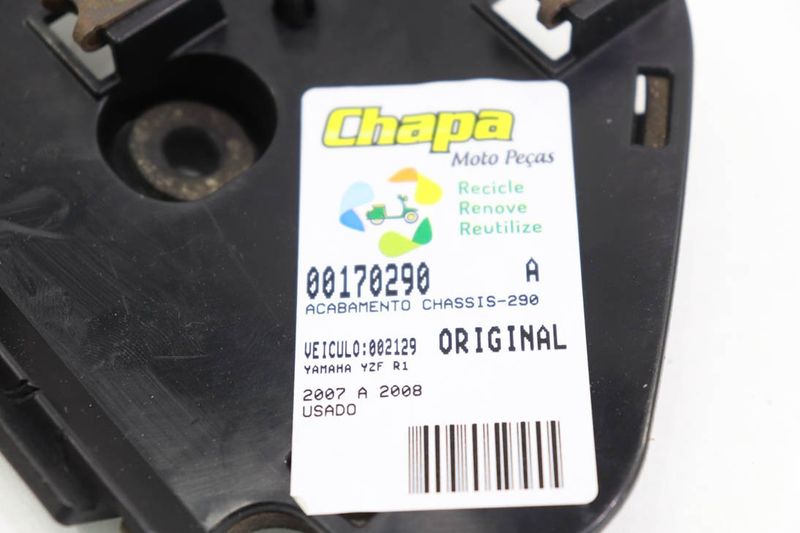 Chapa
Moto Peças
Recicle
Renove
Reutilize
00170290 A
ACABAMENTO CHASSIS-290
VEICULO:002129 ORIGINAL
YAMAHA YZF R1
2007 A 2008
USADO